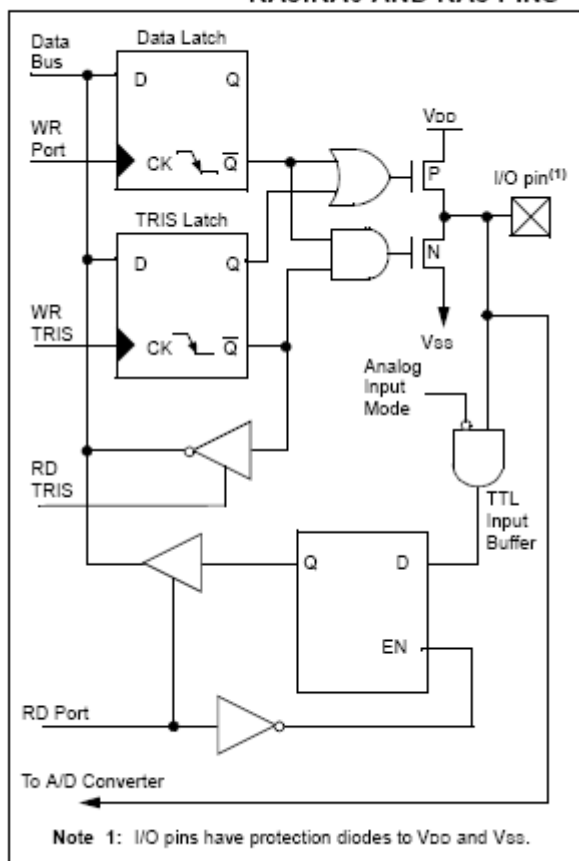 Data Latch
Data
Bus
D
Q
WR
Port
CK
Q
VDD
P
I/O pin(1)
TRIS Latch
D
Q
N
WR
TRIS
CK
Q
VSS
Analog
Input
Mode
RD
TRIS
TTL
Input
Buffer
Q
D
EN
RD Port
To A/D Converter
Note 1: I/O pins have protection diodes to VDD and VSS.